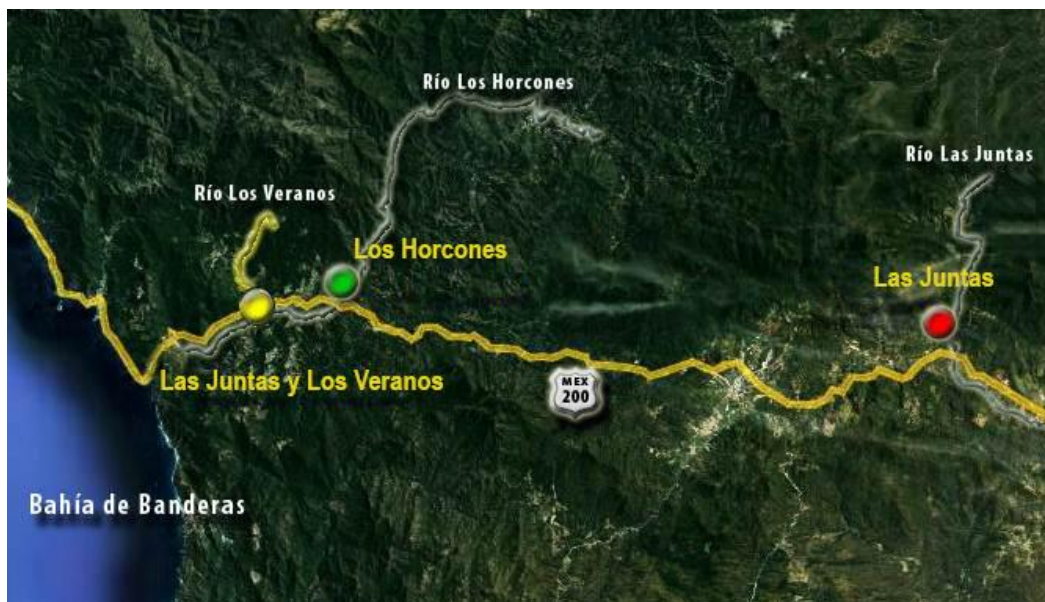 Río Los Horcones
Río Las Juntas
Río Los Veranos
Los Horcones
Las Juntas
Las Juntas y Los Veranos
MEX
200
Bahía de Banderas